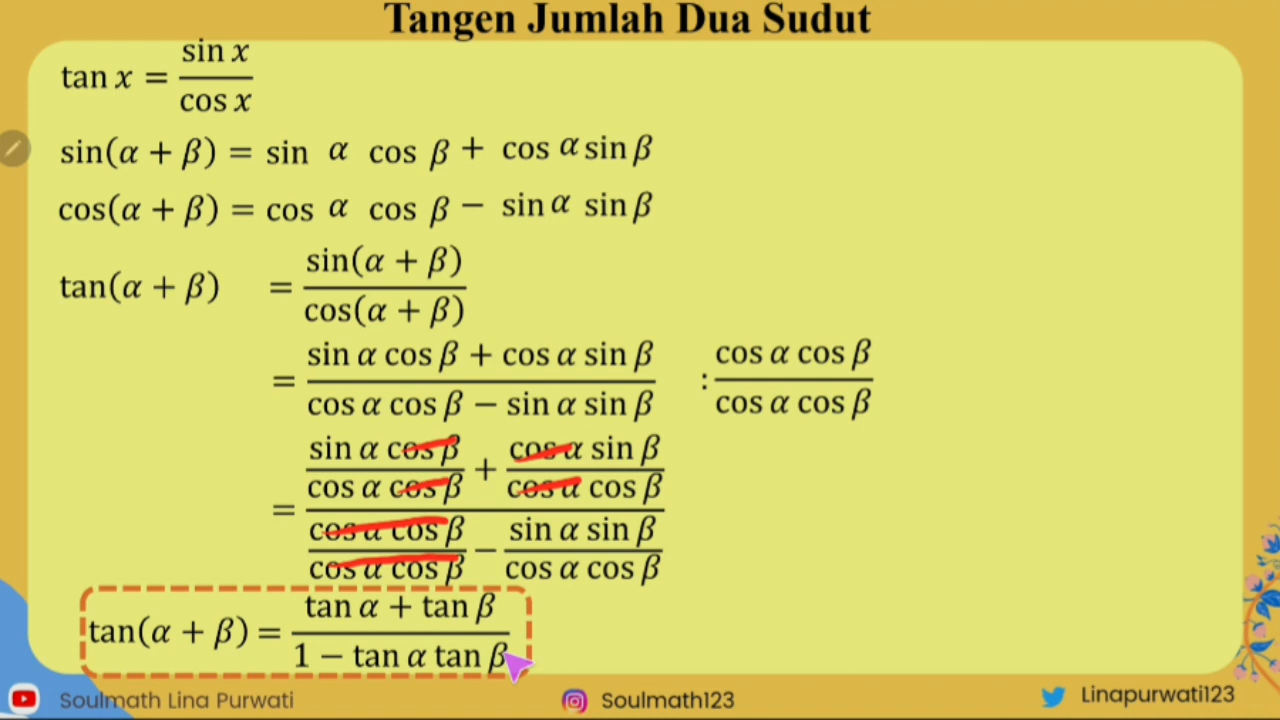 Tangen Jumlah Dua Sudut
tan x = sin x / cos x
sin(α + β) = sin α cos β + cos α sin β
cos(α + β) = cos α cos β − sin α sin β
tan(α + β) = sin(α + β) / cos(α + β)
= (sin α cos β + cos α sin β) / (cos α cos β − sin α sin β) : (cos α cos β) / (cos α cos β)
= ((sin α cos β) / (cos α cos β) + (cos α sin β) / (cos α cos β)) / ((cos α cos β) / (cos α cos β) − (sin α sin β) / (cos α cos β))
tan(α + β) = (tan α + tan β) / (1 − tan α tan β)
Soulmath Lina Purwati Soulmath123 Linapurwati123